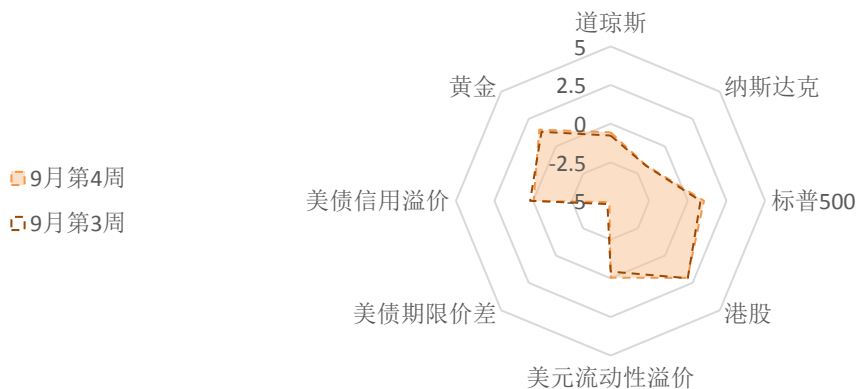 道琼斯
5
2.5
0
-2.5
-5
纳斯达克
标普500
港股
美元流动性溢价
美债期限价差
美债信用溢价
黄金
9月第4周
9月第3周